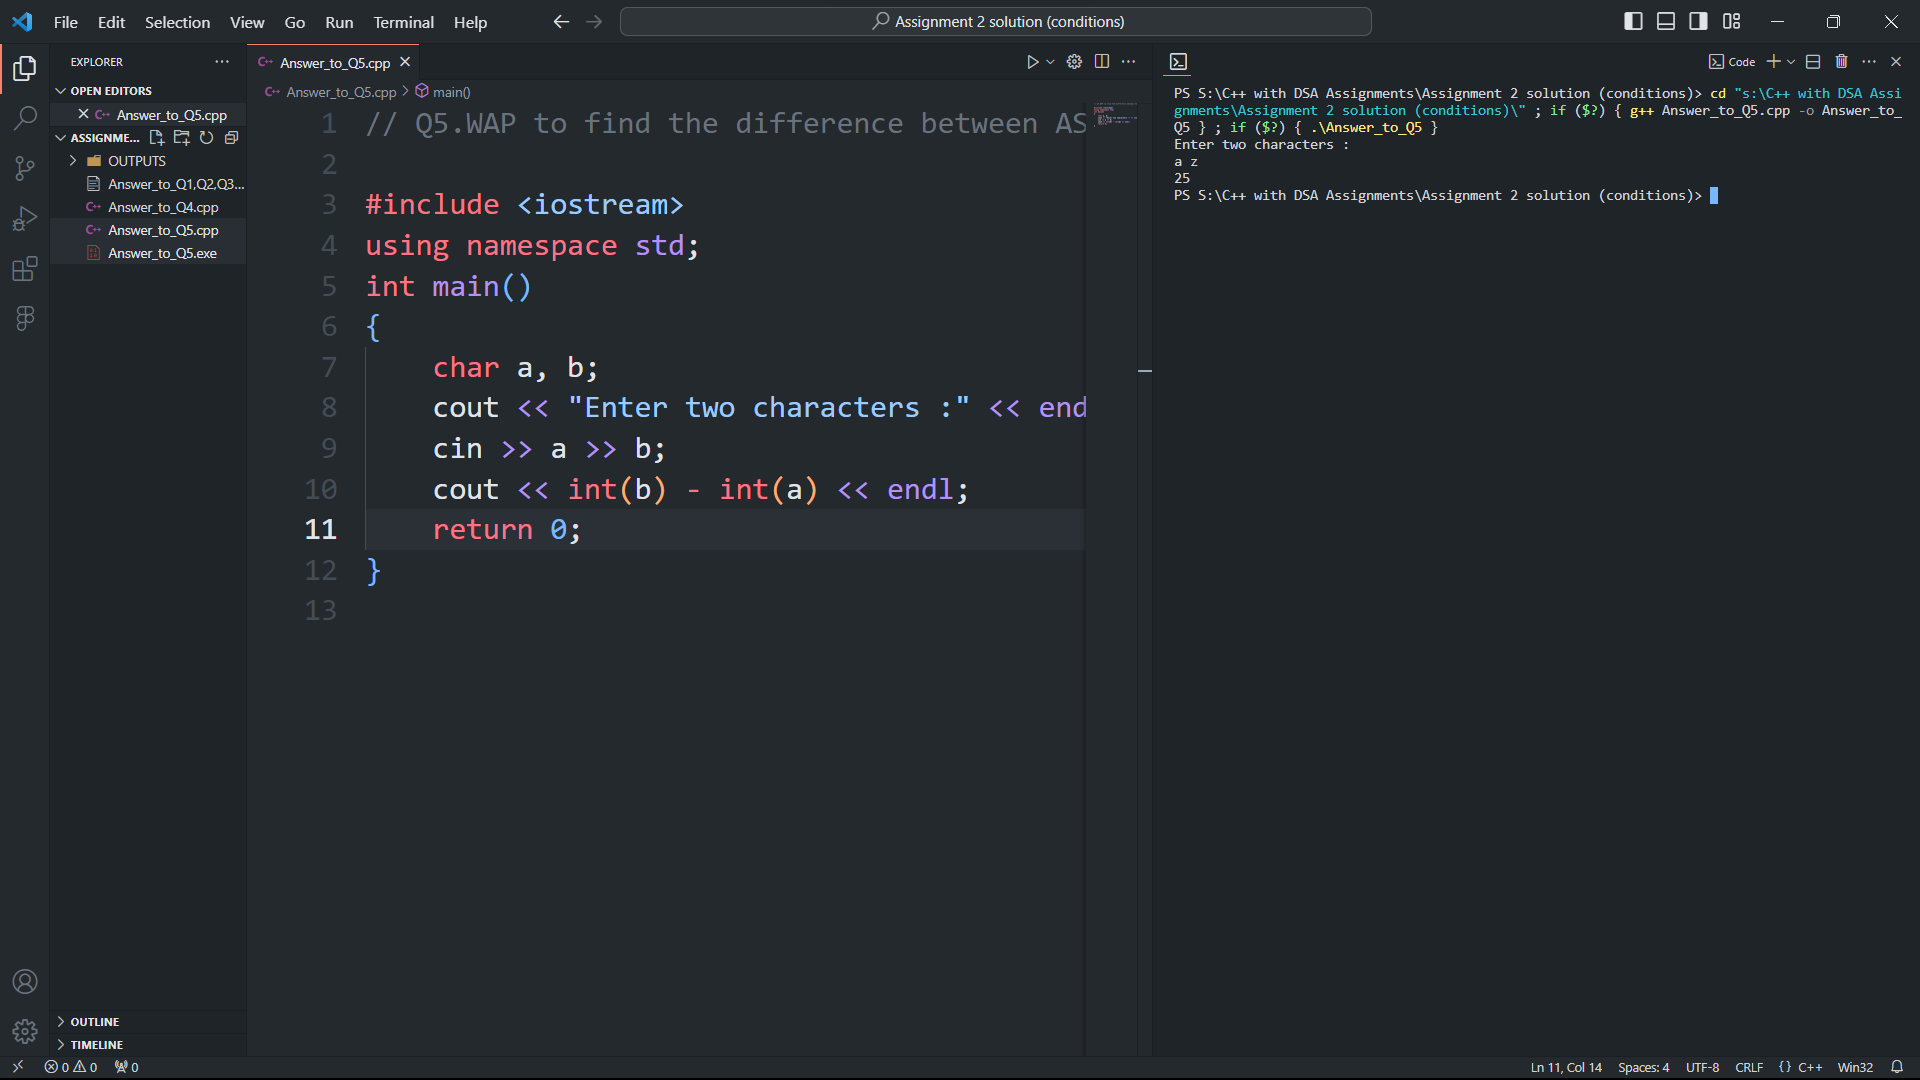 File Edit Selection View Go Run Terminal Help
Assignment 2 solution (conditions)
EXPLORER
OPEN EDITORS
Answer_to_Q5.cpp
ASSIGNME...
OUTPUTS
Answer_to_Q1,Q2,Q3...
Answer_to_Q4.cpp
Answer_to_Q5.cpp
Answer_to_Q5.exe
OUTLINE
TIMELINE
Answer_to_Q5.cpp
Answer_to_Q5.cpp > main()
1 // Q5.WAP to find the difference between AS
2
3 #include <iostream>
4 using namespace std;
5 int main()
6 {
7 char a, b;
8 cout << "Enter two characters :" << end
9 cin >> a >> b;
10 cout << int(b) - int(a) << endl;
11 return 0;
12 }
13
Code
PS S:\C++ with DSA Assignments\Assignment 2 solution (conditions)> cd "s:\C++ with DSA Assi
gnments\Assignment 2 solution (conditions)\" ; if ($?) { g++ Answer_to_Q5.cpp -o Answer_to_
Q5 } ; if ($?) { .\Answer_to_Q5 }
Enter two characters :
a z
25
PS S:\C++ with DSA Assignments\Assignment 2 solution (conditions)>
0 0 0
Ln 11, Col 14 Spaces: 4 UTF-8 CRLF {} C++ Win32